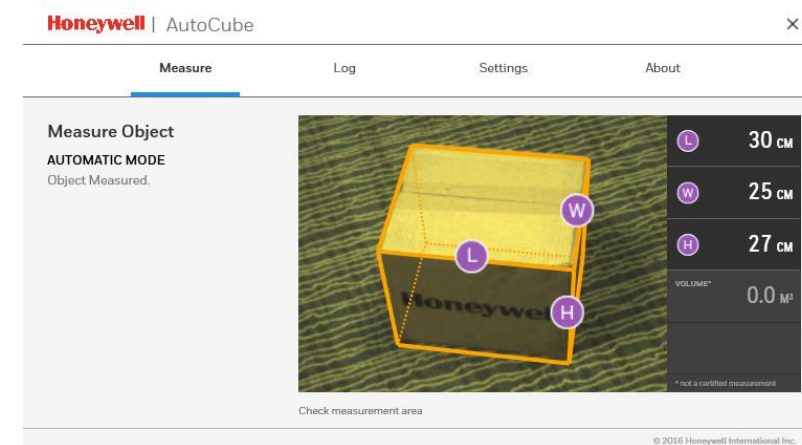 Honeywell | AutoCube
Measure Log Settings About
Measure Object
AUTOMATIC MODE
Object Measured.
L 30 CM
W 25 CM
H 27 CM
VOLUME* 0.0 M³
* not a certified measurement
W
L
H
Honeywell
Check measurement area
© 2016 Honeywell International Inc.